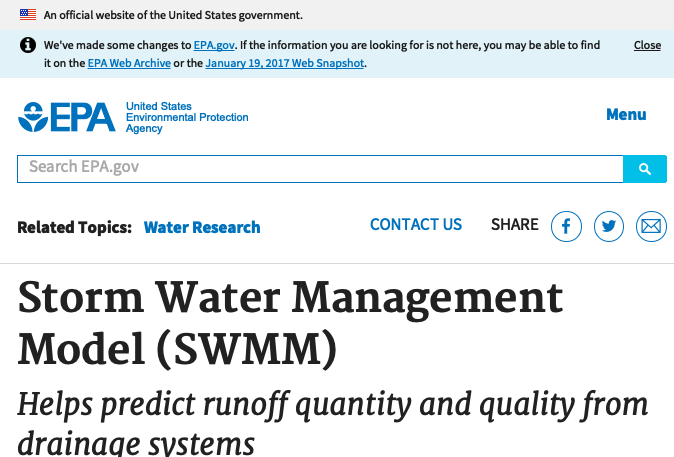 An official website of the United States government.
We've made some changes to EPA.gov. If the information you are looking for is not here, you may be able to find
it on the EPA Web Archive or the January 19, 2017 Web Snapshot.
Close
EPA
United States
Environmental Protection
Agency
Menu
Search EPA.gov
Related Topics: Water Research
CONTACT US
SHARE
Storm Water Management
Model (SWMM)
Helps predict runoff quantity and quality from
drainage systems